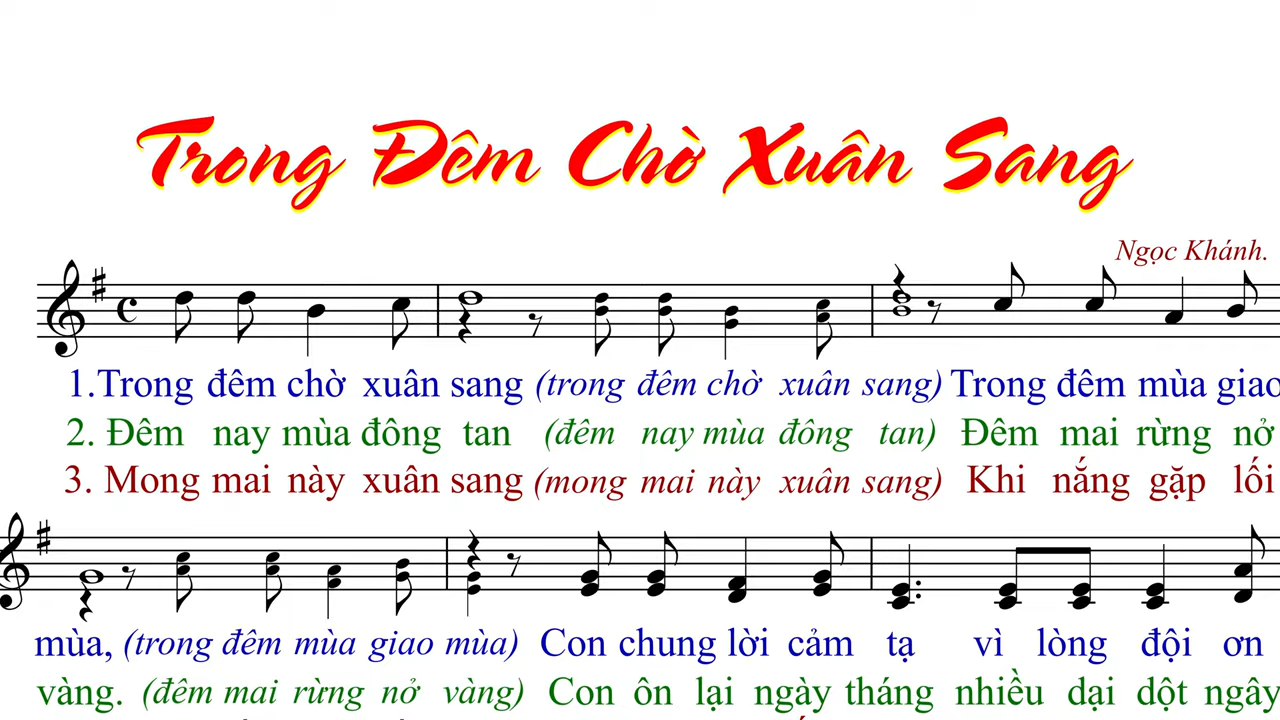 Trong Đêm Chờ Xuân Sang
Ngọc Khánh.
1.Trong đêm chờ xuân sang (trong đêm chờ xuân sang) Trong đêm mùa giao
2. Đêm nay mùa đông tan (đêm nay mùa đông tan) Đêm mai rừng nở
3. Mong mai này xuân sang (mong mai này xuân sang) Khi nắng gặp lối
mùa, (trong đêm mùa giao mùa) Con chung lời cảm tạ vì lòng đội ơn
vàng. (đêm mai rừng nở vàng) Con ôn lại ngày tháng nhiều dại dột ngây